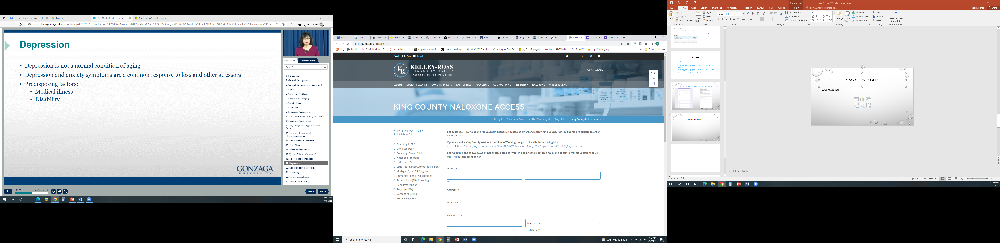 Group 3 Discussion Board Post -
Content
Mental Health Issues in the
Nooksack, WA weather forecast
https://learn.gonzaga.edu/bbcswebdav/pid-3828612-dt-content-rid-102131565_1/courses/NURS654M_VC2_41296_SU22/iSprings/M3%20-%20Mental%20Health%20Issues%20in%20the%20Geriatric%20Population%20Pres...
Not syncing
Depression
• Depression is not a normal condition of aging
• Depression and anxiety symptoms are a common response to loss and other stressors
• Predisposing factors:
• Medical illness
• Disability
GONZAGA
UNIVERSITY
OUTLINE
TRANSCRIPT
Search...
1. Introduction
2. General Demographics
3. General Demographics (Continued)
4. Ageism
5. Caring for the Elderly
6. Adjustments in Aging
7. Care Settings
8. Assessment
9. Functional Assessment
10. Functional Assessment (Continued)
11. Cognitive Assessment
12. Physiological Changes Related to
Aging
13. Pharmacokinetics and
Pharmacodynamics
14. Neurocognitive Disorders
15. Elder Abuse
16. Types of Elder Abuse
17. Types of Abuse (Continued)
18. Elder Abuse (Continued)
19. Depression
20. Neurological Co-Morbidity
21. Screening
22. Mental Status Exam
23. Suicide in the Elderly
19 / 32
00:36 / 01:10
PREV
NEXT
10:43 AM
7/5/2022
Mail -
how to
Anyone
Here's
Naloxo
Naloxo
Narcan
Naloxo
Find N
Anyone
FAQs_
Naloxo
get na
Kelley
Washin
Pediat
kelley-ross.com/polyclinic/8/
blog
PubMed
Gmail: Email from G...
Lab 1 Advanced IV...
thepoint.lww.com/B...
Lesson plans for gr...
WHO | WHO Anthr...
Making an Easy, Ba...
myGU - Gonzaga U...
Login | ADP Workfo...
SuperCYP
https://script.googl...
Other bookmarks
206.838.4567
Email
KR
KELLEY-ROSS
PHARMACY GROUP
Pharmacy at The Polyclinic
Search Site
0:33
ABOUT
COVID-19 VACCINE
LONG-TERM CARE
CAPITOL HILL
POLYCLINIC
COMPOUNDING
RESIDENCY
NALOXONE
VIDEOS & NEWS
KING COUNTY NALOXONE ACCESS
Kelley-Ross Pharmacy Group → The Pharmacy at the Polyclinic → King County Naloxone Access
THE POLYCLINIC
PHARMACY
One-Step PrEP®
One-Step PEP™
Concierge Travel Clinic
Naloxone Program
Naloxone L&L
Strip Packaging (Automated Pill Box)
Medsync Cycle Fill Program
Immunizations & Vaccinations
Tuberculosis (TB) Screening
Refill Prescription
Polyclinic FAQ
Contact Polyclinic
Make a Payment
Get access to FREE naloxone for yourself, friends or in case of emergency. Only King County (WA) residents are eligible to order
form this site.
If you are not a King County resident, but live in Washington, go to this site for ordering kits
instead:
Get naloxone one of two ways at Kelley-Ross: Onsite (walk in and privately get free naloxone at our Polyclinic Location) or By
Mail (fill out the form below).
Name *
First
Last
Address *
Street Address
Address Line 2
Washington
City
State (WA Only)
Type here to search
67°F Mostly cloudy
10:43 AM
7/5/2022
Drawing Tools
Narcan Access WA State - PowerPoint
File
Home
Insert
Design
Transitions
Animations
Slide Show
Review
View
Acrobat
Format
Tell me what you want to do...
Jessica Rienstra
Share
Paste
Cut
Copy
Format Painter
Clipboard
New
Slide
Layout
Reset
Section
Slides
Tw Cen MT (He
36
Font
Text Direction
Align Text
Convert to SmartArt
Paragraph
Arrange
Quick
Styles
Shape Fill
Shape Outline
Shape Effects
Drawing
Find
Replace
Select
Editing
Create and Share
Adobe PDF
Adobe Acrobat
5
FREE ACCESS
6
7
KING COUNTY ONLY
8
9
KING COUNTY ONLY
• CLICK TO ADD TEXT
Click to add notes
Slide 7 of 9
Notes
Comments
46%
10:43 AM
7/5/2022